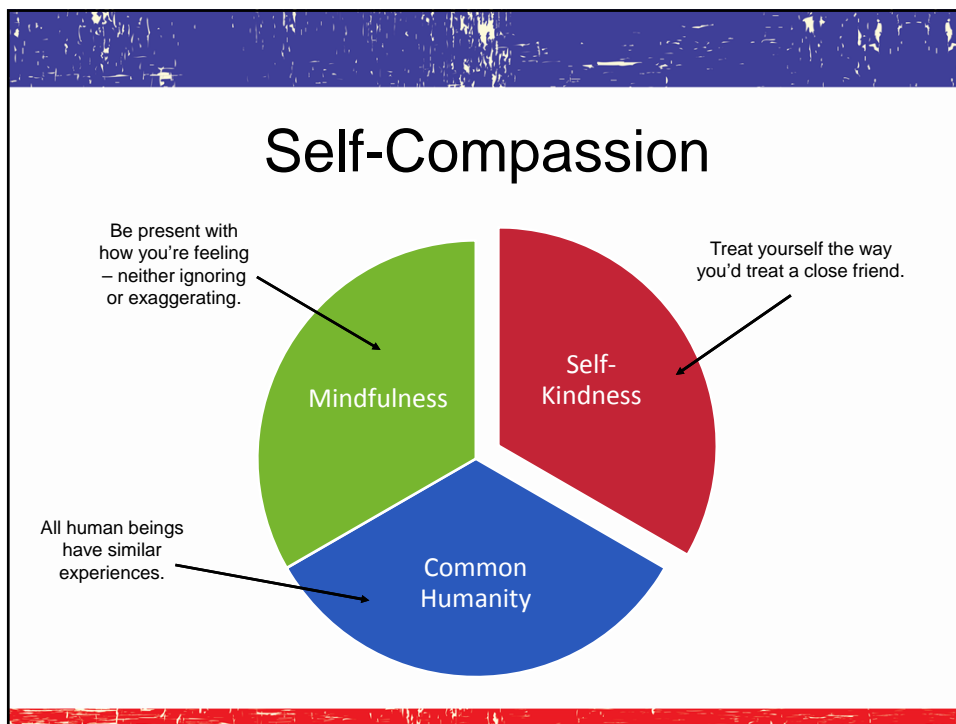 Self-Compassion
Be present with
how you’re feeling
– neither ignoring
or exaggerating.
Treat yourself the way
you’d treat a close friend.
Self-
Kindness
Mindfulness
All human beings
have similar
experiences.
Common
Humanity